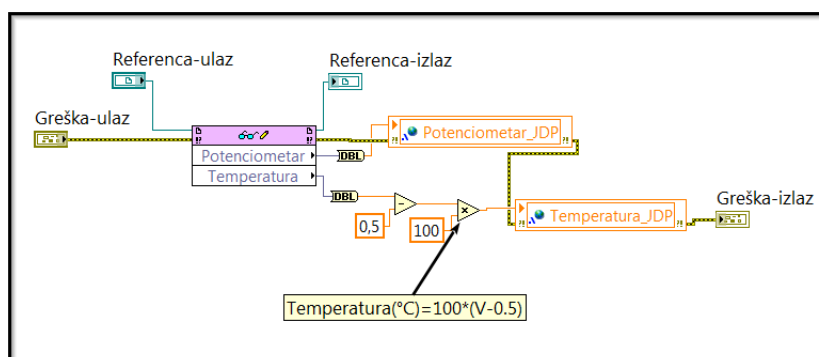 Referenca-ulaz
Referenca-izlaz
Greška-ulaz
Potenciometar
DBL
Potenciometar_JDP
Temperatura
DBL
0,5
100
Temperatura_JDP
Greška-izlaz
Temperatura(°C)=100*(V-0.5)